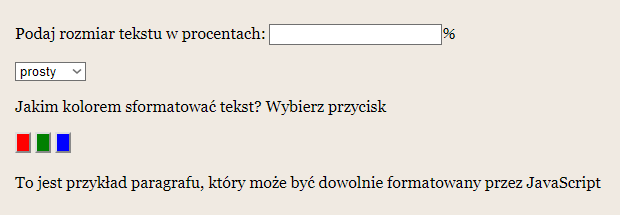 Podaj rozmiar tekstu w procentach: %
prosty
Jakim kolorem sformatować tekst? Wybierz przycisk
To jest przykład paragrafu, który może być dowolnie formatowany przez JavaScript